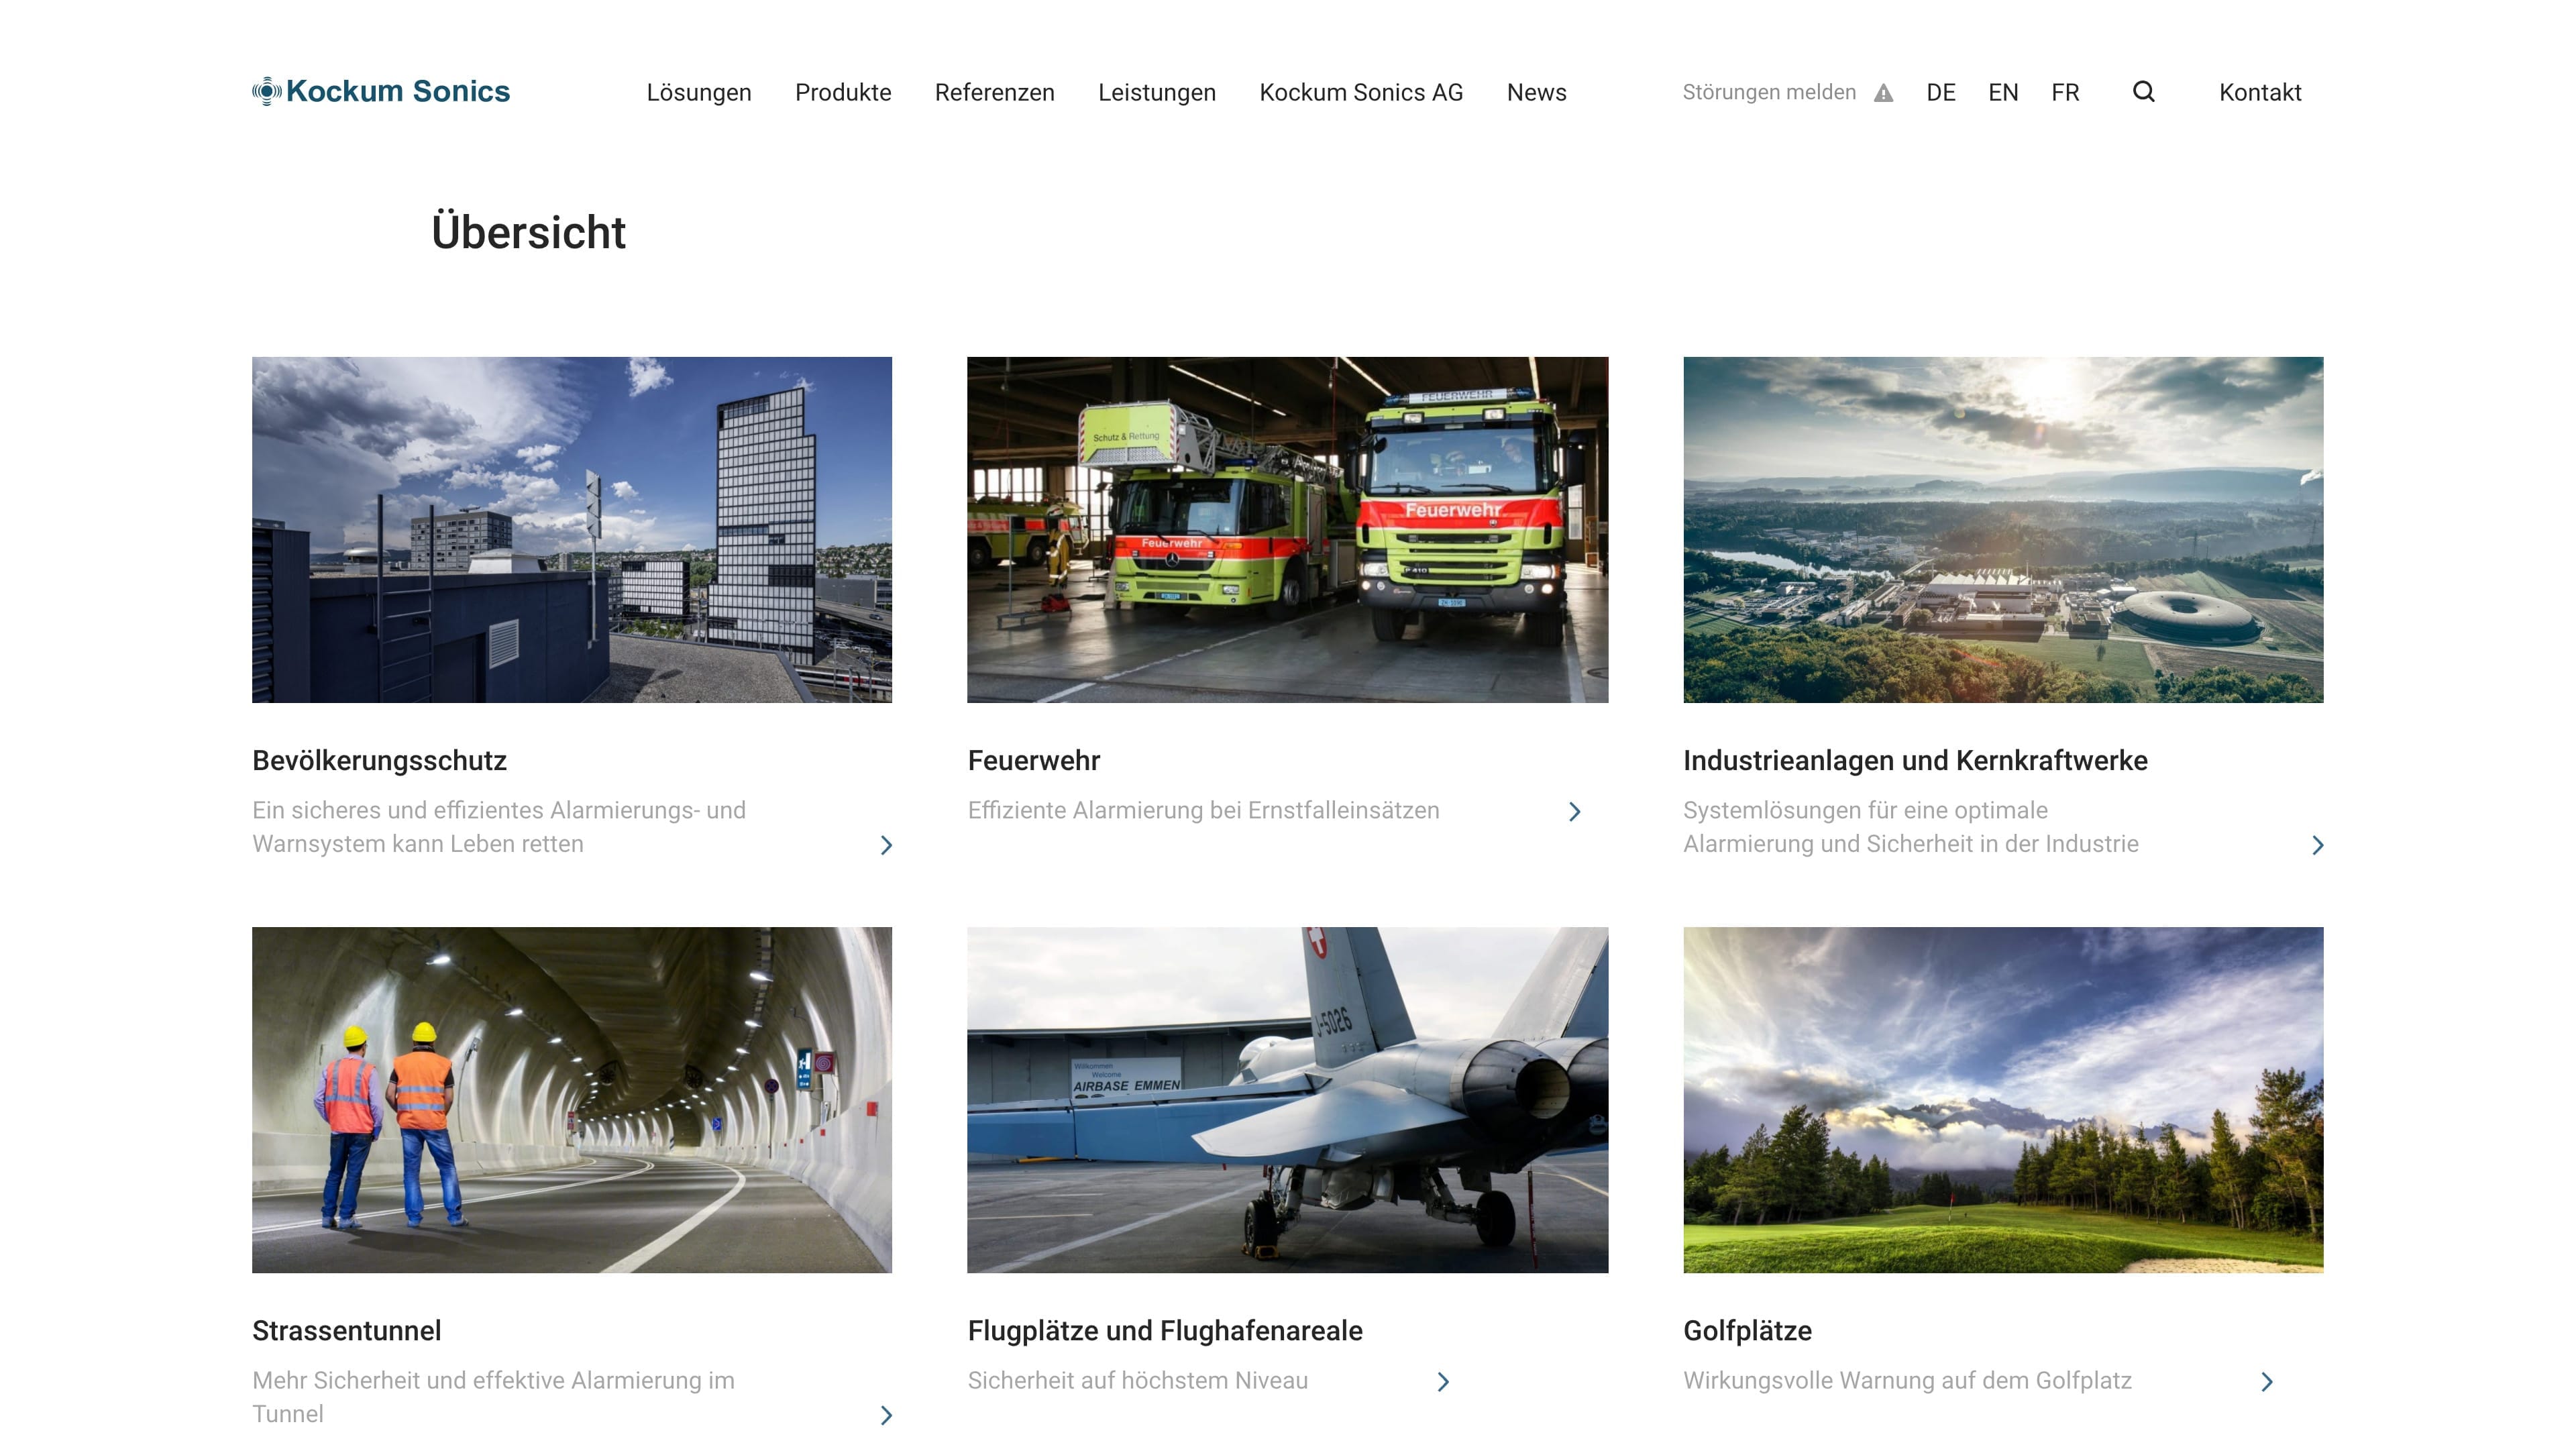 Kockum Sonics
Lösungen
Produkte
Referenzen
Leistungen
Kockum Sonics AG
News
Störungen melden
DE
EN
FR
Kontakt
Übersicht
Schutz & Rettung
Feuerwehr
FEUERWEHR
Feuerwehr
Bevölkerungsschutz
Ein sicheres und effizientes Alarmierungs- und
Warnsystem kann Leben retten
Feuerwehr
Effiziente Alarmierung bei Ernstfalleinsätzen
Industrieanlagen und Kernkraftwerke
Systemlösungen für eine optimale
Alarmierung und Sicherheit in der Industrie
J-5026
Willkommen
Welcome
AIRBASE EMMEN
Strassentunnel
Mehr Sicherheit und effektive Alarmierung im
Tunnel
Flugplätze und Flughafenareale
Sicherheit auf höchstem Niveau
Golfplätze
Wirkungsvolle Warnung auf dem Golfplatz